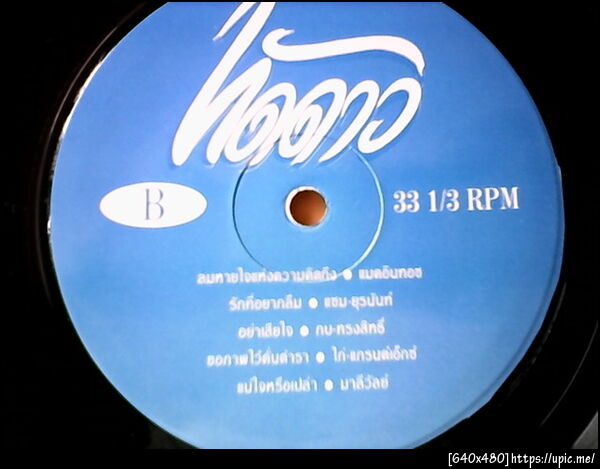 ไต้ดาว
B
33 1/3 RPM
ลมหายใจแห่งความคิดถึง ● แมคอินทอช
รักที่อยากลืม ● แซม-ยุรนันท์
อย่าเสียใจ ● กบ-ทรงสิทธิ์
ขอภาพไว้ดู่นต์ารา ● ไก่-แกรนด์เอ็กซ์
แน่ใจหรือเปล่า ● มาลีวัลย์
[640x480]https://upic.me/